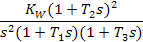 K_W(1 + T_2s)^2
s^2(1 + T_1s)(1 + T_3s)